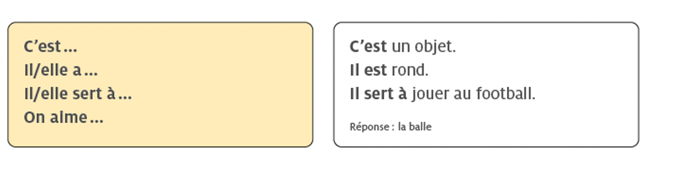 C’est…
Il/elle a…
Il/elle sert à…
On aime…
C’est un objet.
Il est rond.
Il sert à jouer au football.
Réponse : la balle